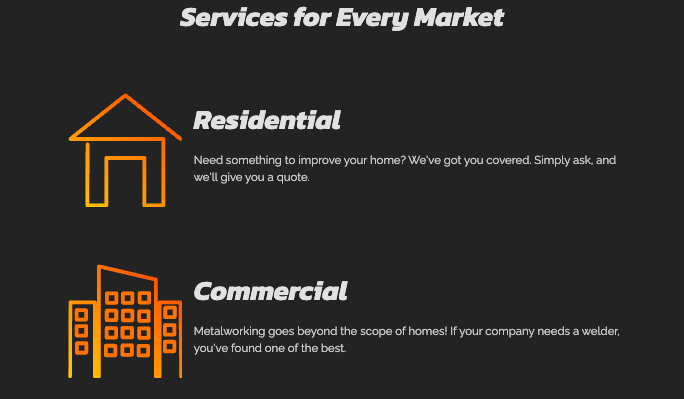 Services for Every Market
Residential
Need something to improve your home? We've got you covered. Simply ask, and
we'll give you a quote.
Commercial
Metalworking goes beyond the scope of homes! If your company needs a welder,
you've found one of the best.